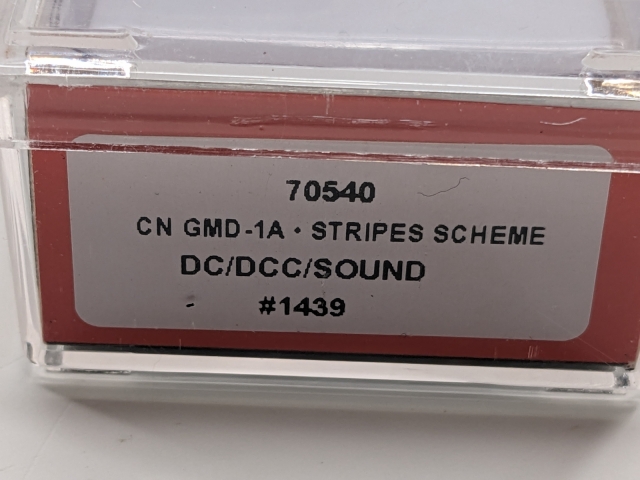 70540
CN GMD-1A • STRIPES SCHEME
DC/DCC/SOUND
#1439